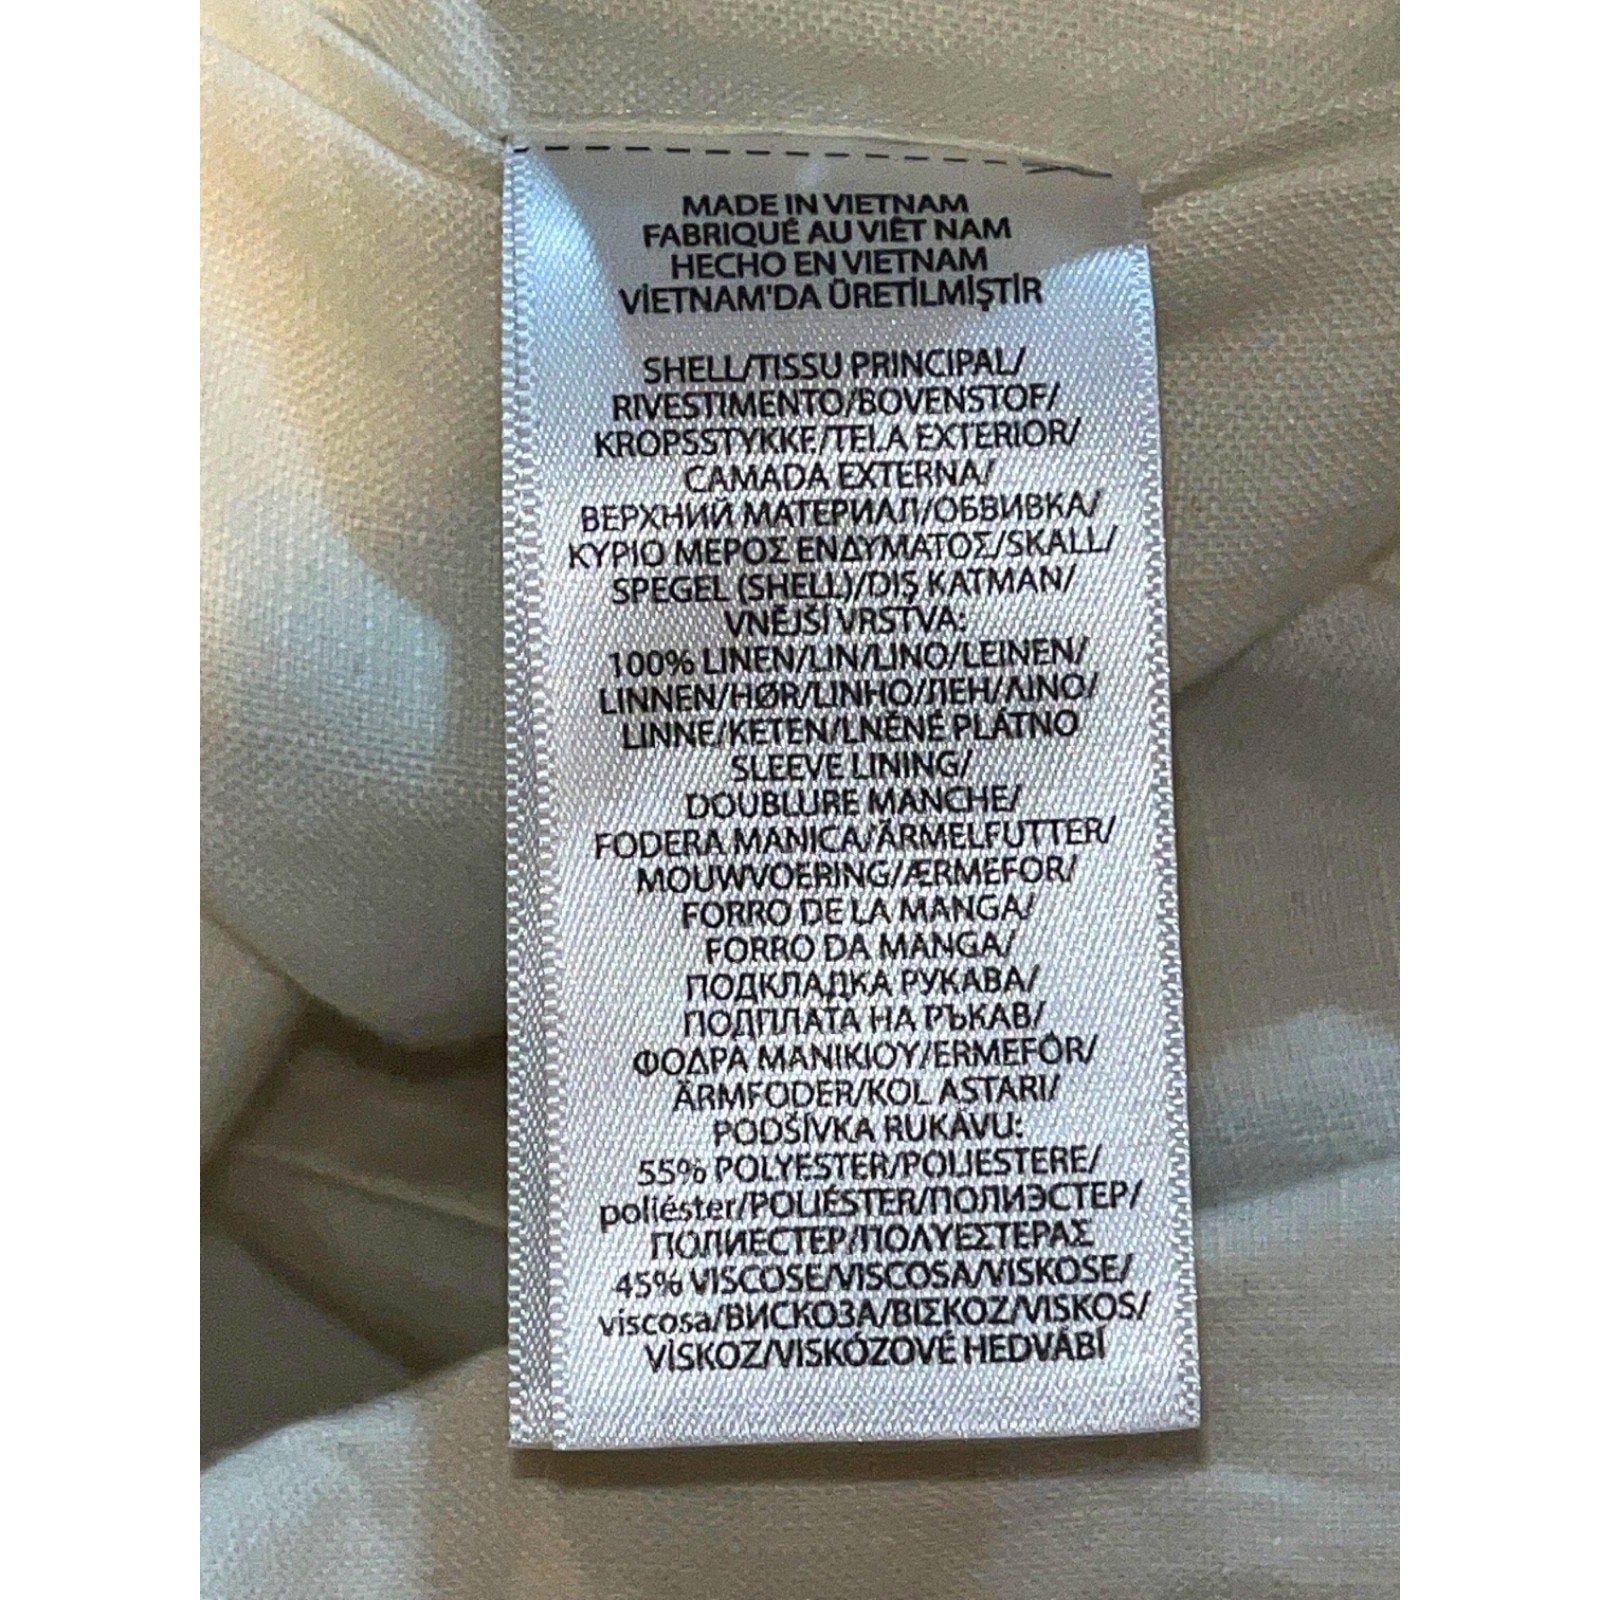 MADE IN VIETNAM
FABRIQUÉ AU VIÊT NAM
HECHO EN VIETNAM
VİETNAM'DA ÜRETİLMİŞTİR
SHELL/TISSU PRINCIPAL/
RIVESTIMENTO/BOVENSTOF/
KROPSSTYKKE/TELA EXTERIOR/
CAMADA EXTERNA/
ВЕРХНИЙ МАТЕРИАЛ/ОБВИВКА/
ΚΥΡΙΟ ΜΕΡΟΣ ΕΝΔΥΜΑΤΟΣ/SKALL/
SPEGEL (SHELL)/DIŞ KATMAN/
VNĚJŠÍ VRSTVA:
100% LINEN/LIN/LINO/LEINEN/
LINNEN/HØR/LINHO/ЛЕН/ΛΙΝΟ/
LINNE/KETEN/LNĚNÉ PLÁTNO
SLEEVE LINING/
DOUBLURE MANCHE/
FODERA MANICA/ÄRMELFUTTER/
MOUWVOERING/ÆRMEFOR/
FORRO DE LA MANGA/
FORRO DA MANGA/
ПОДКЛАДКА РУКАВА/
ПОДПЛАТА НА РЪКАВ/
ΦΟΔΡΑ ΜΑΝΙΚΙΟΥ/ERMEFÔR/
ÄRMFODER/KOL ASTARI/
PODŠÍVKA RUKÁVU:
55% POLYESTER/POLIESTERE/
poliéster/POLIÉSTER/ПОЛИЭСТЕР/
ПОЛИЕСТЕР/ΠΟΛΥΕΣΤΕΡΑΣ
45% VISCOSE/VISCOSA/VISKOSE/
viscosa/ВИСКОЗА/ΒΙΣΚΟΖ/VISKOS/
VİSKOZ/VISKÓZOVÉ HEDVÁBÍ